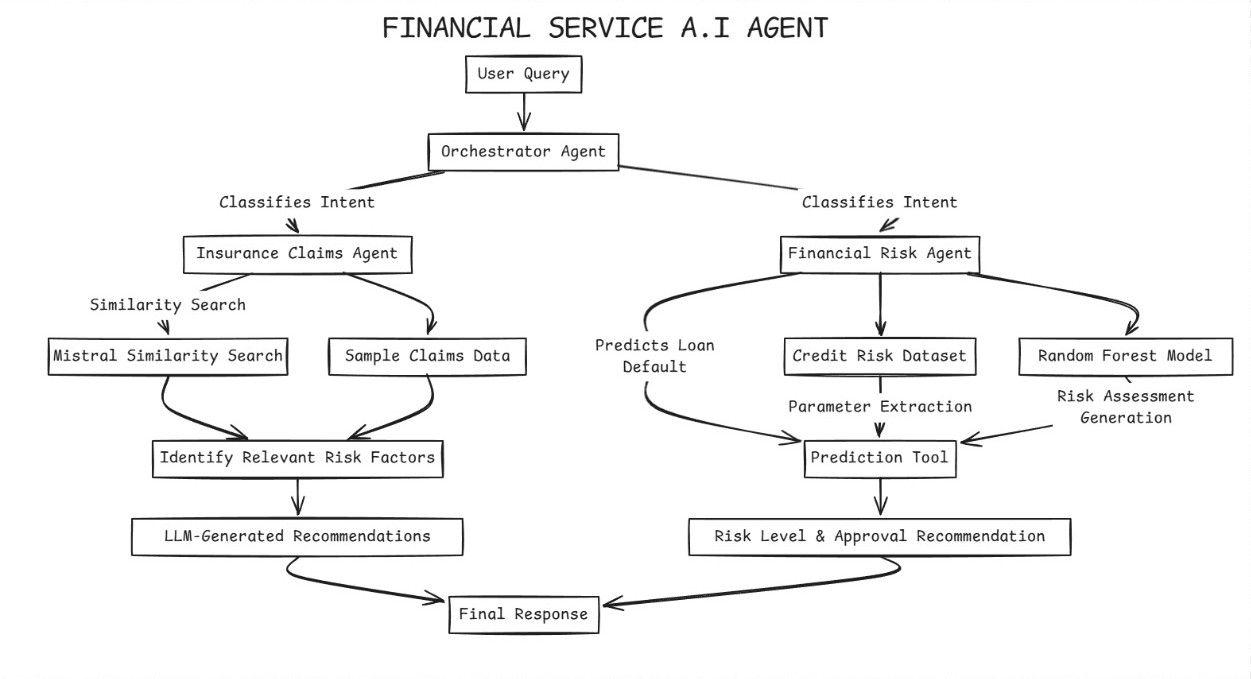 FINANCIAL SERVICE A.I AGENT
User Query
Orchestrator Agent
Classifies Intent
Classifies Intent
Insurance Claims Agent
Financial Risk Agent
Similarity Search
Mistral Similarity Search
Sample Claims Data
Predicts Loan
Default
Credit Risk Dataset
Random Forest Model
Parameter Extraction
Risk Assessment
Generation
Identify Relevant Risk Factors
Prediction Tool
LLM-Generated Recommendations
Risk Level & Approval Recommendation
Final Response